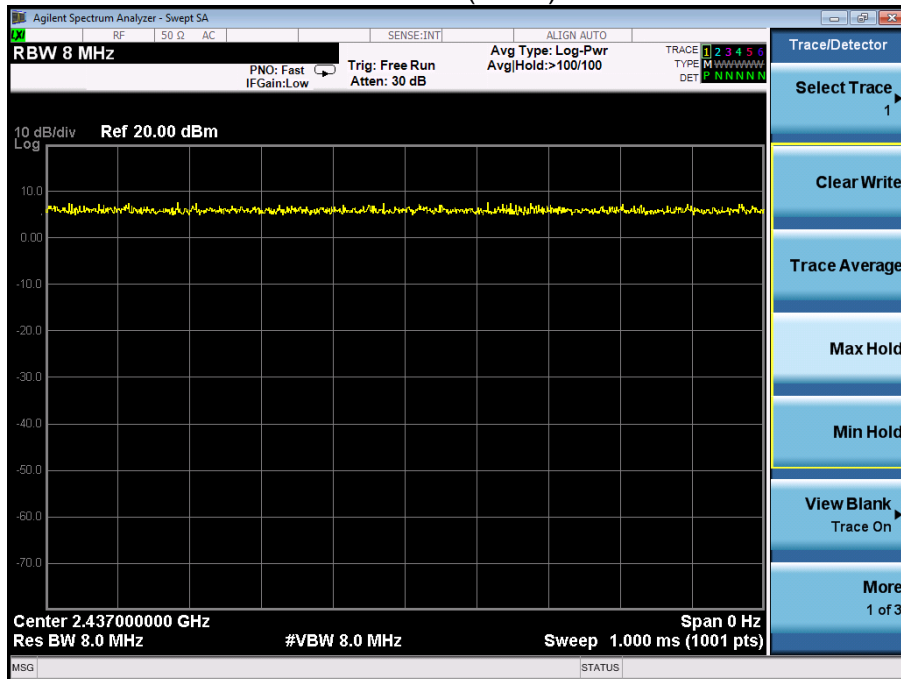 Agilent Spectrum Analyzer - Swept SA
LXI RF 50 Ω AC SENSE:INT ALIGN AUTO
RBW 8 MHz
PNO: Fast
IFGain:Low
Trig: Free Run
Atten: 30 dB
Avg Type: Log-Pwr
Avg|Hold:>100/100
TRACE 1 2 3 4 5 6
TYPE M WWWWW
DET P N N N N N
10 dB/div Ref 20.00 dBm
Log
10.0
0.00
-10.0
-20.0
-30.0
-40.0
-50.0
-60.0
-70.0
Center 2.437000000 GHz Span 0 Hz
Res BW 8.0 MHz #VBW 8.0 MHz Sweep 1.000 ms (1001 pts)
MSG STATUS
Trace/Detector
Select Trace
1
Clear Write
Trace Average
Max Hold
Min Hold
View Blank
Trace On
More
1 of 3